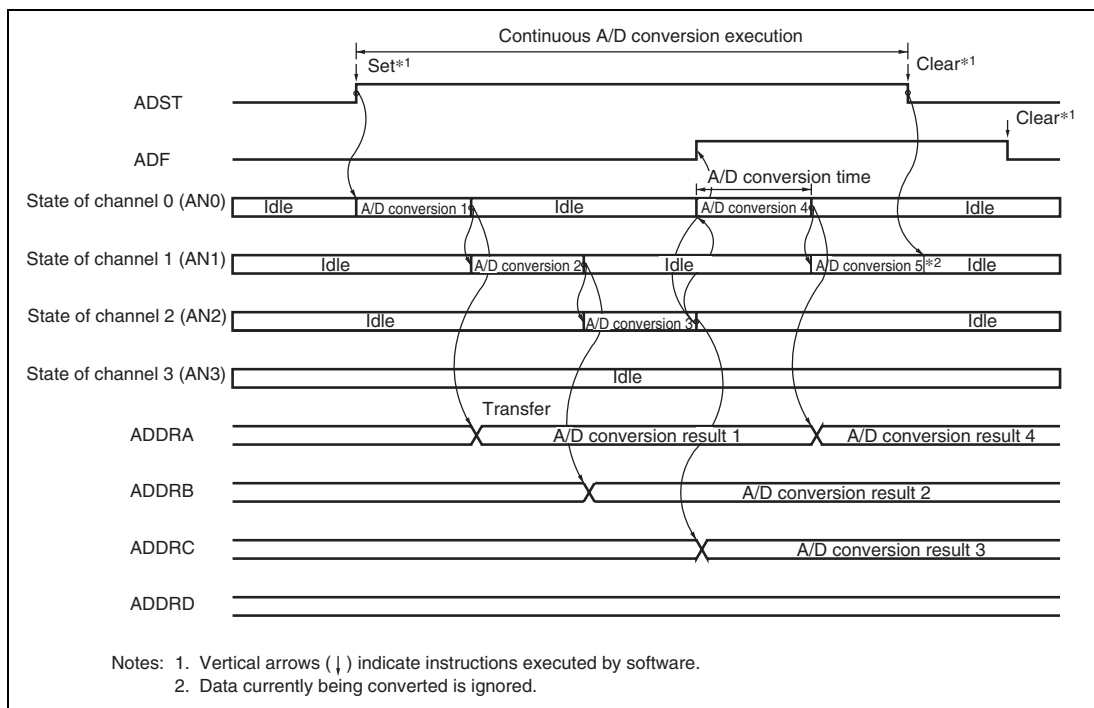 Continuous A/D conversion execution
Set*1 Clear*1
ADST
Clear*1
ADF
A/D conversion time
State of channel 0 (AN0) Idle A/D conversion 1 Idle A/D conversion 4 Idle
State of channel 1 (AN1) Idle A/D conversion 2 Idle A/D conversion 5 *2 Idle
State of channel 2 (AN2) Idle A/D conversion 3 Idle
State of channel 3 (AN3) Idle
Transfer
ADDRA A/D conversion result 1 A/D conversion result 4
ADDRB A/D conversion result 2
ADDRC A/D conversion result 3
ADDRD
Notes: 1. Vertical arrows (↓) indicate instructions executed by software.
2. Data currently being converted is ignored.